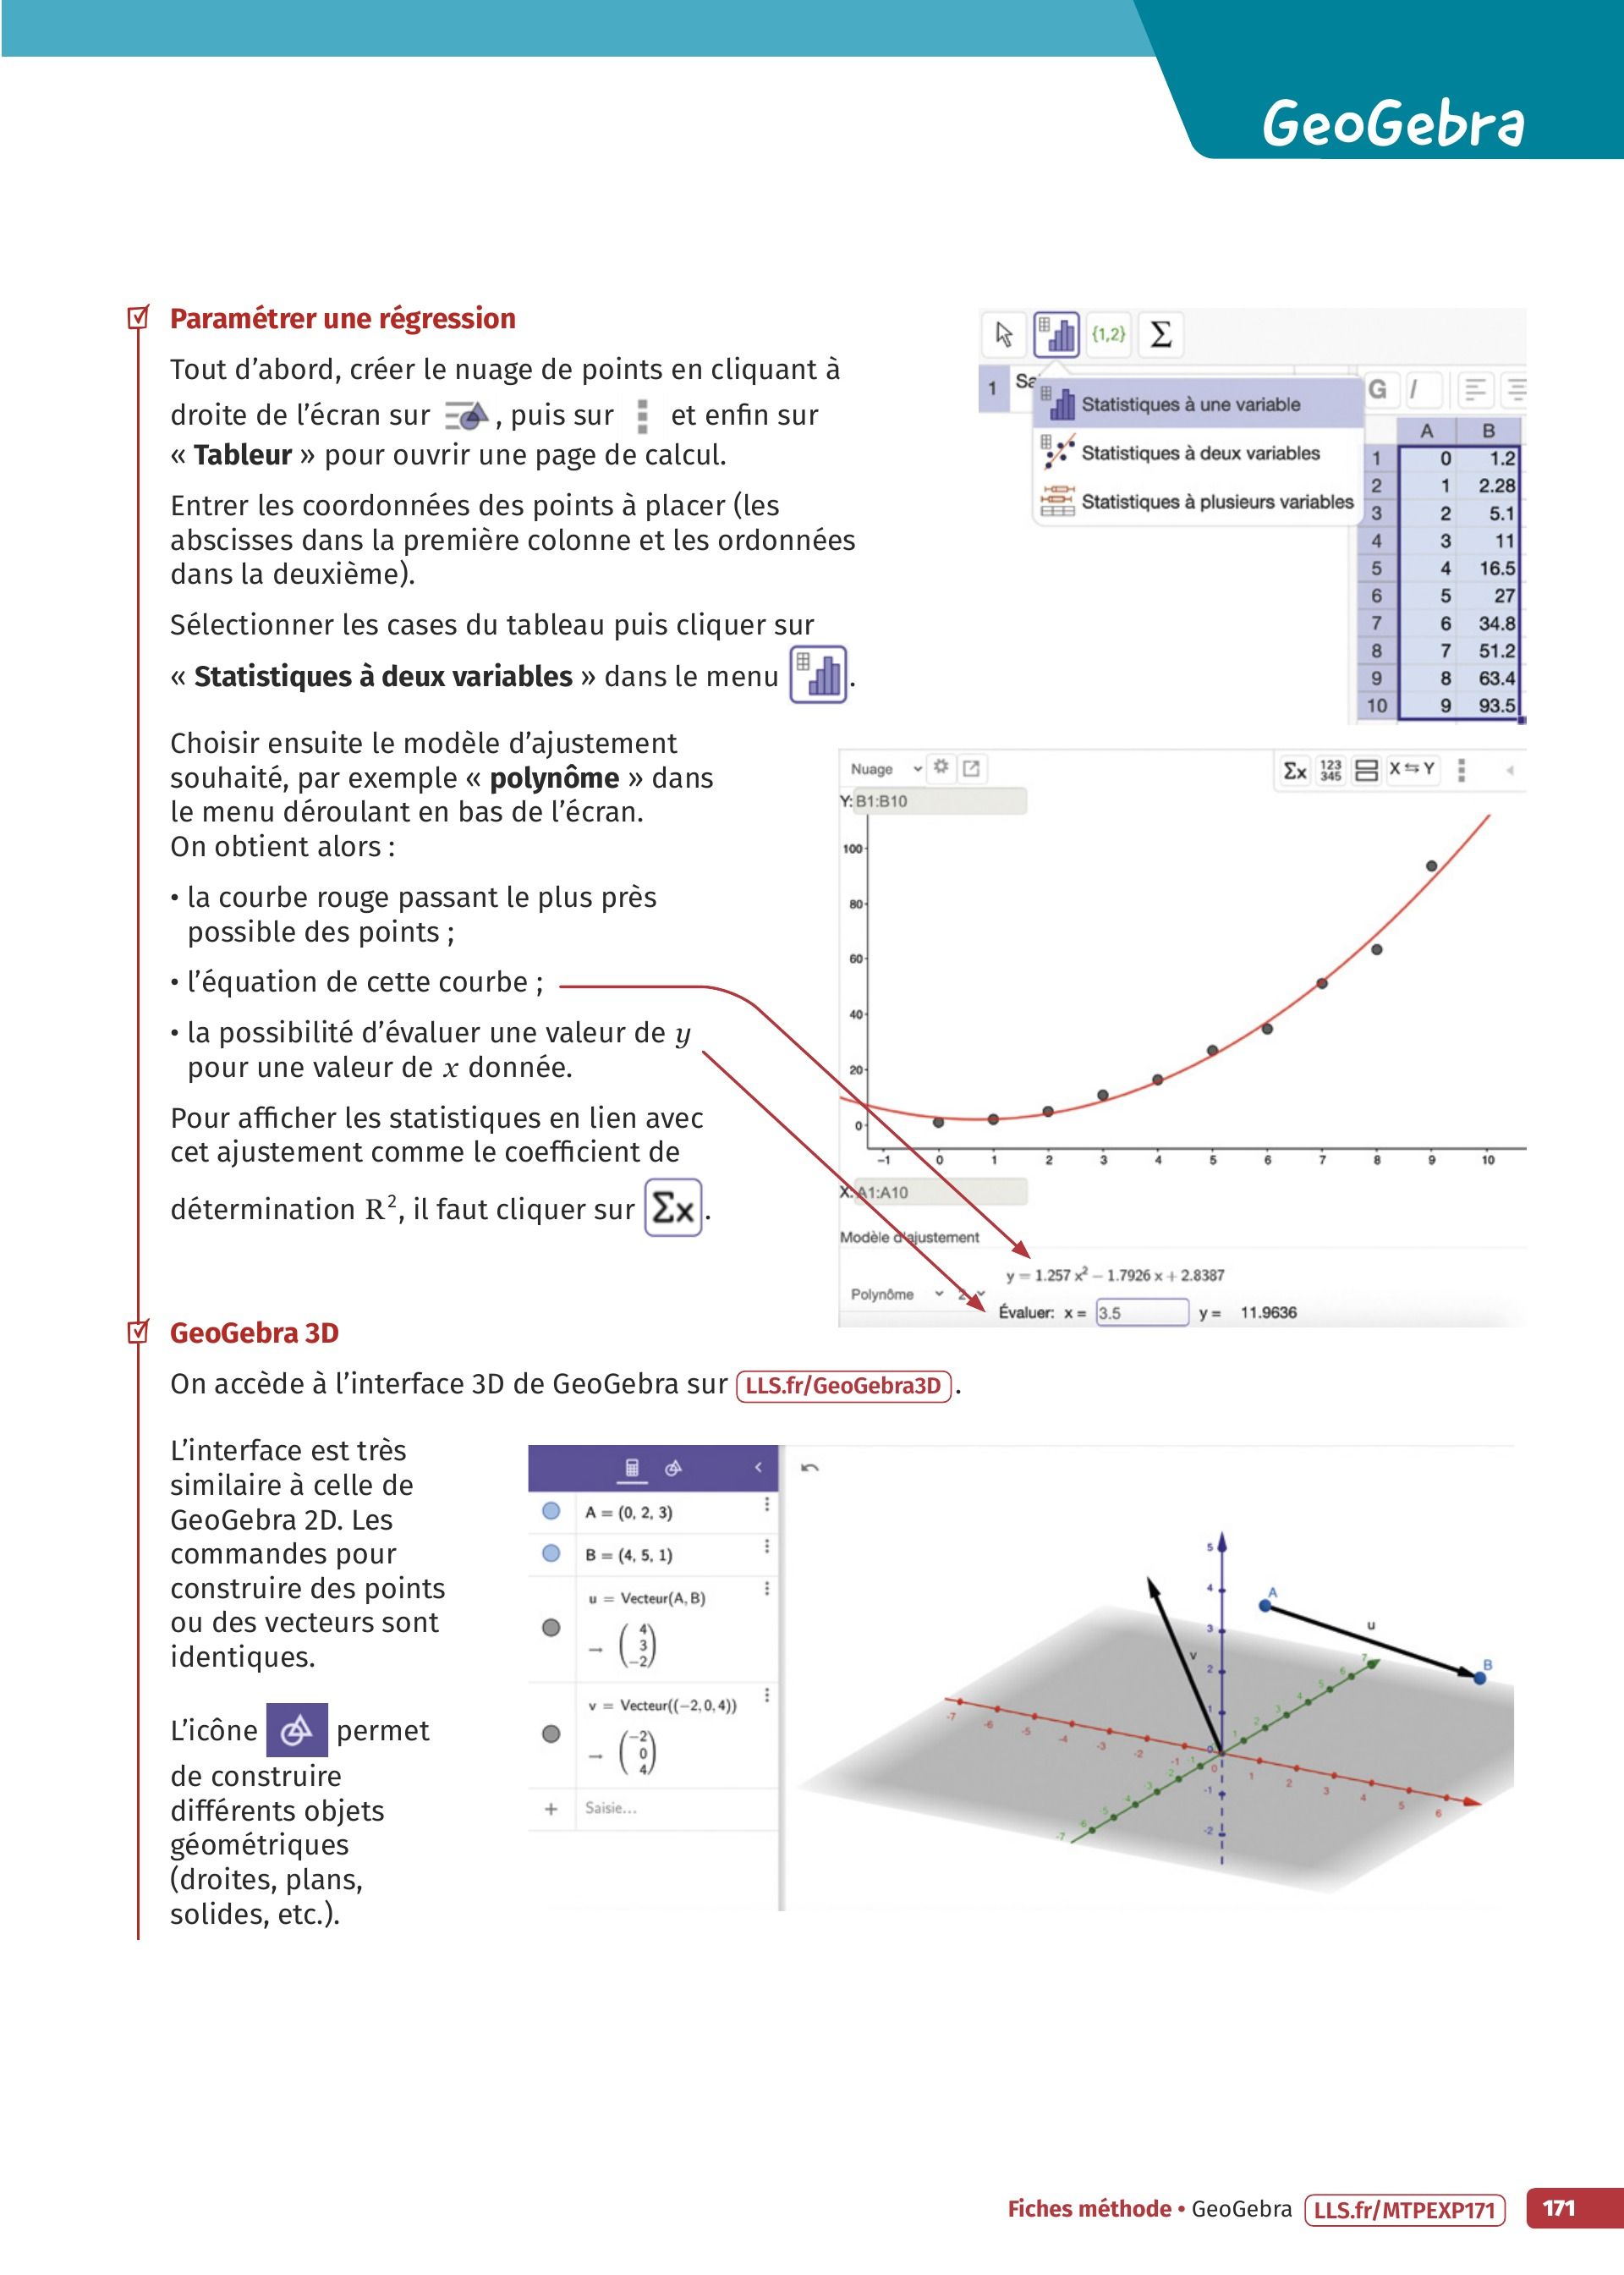 GeoGebra
Paramétrer une régression
Tout d’abord, créer le nuage de points en cliquant à
droite de l’écran sur , puis sur et enfin sur
« Tableur » pour ouvrir une page de calcul.
Entrer les coordonnées des points à placer (les
abscisses dans la première colonne et les ordonnées
dans la deuxième).
Sélectionner les cases du tableau puis cliquer sur
« Statistiques à deux variables » dans le menu .
{1,2} Σ
1 Sa
Statistiques à une variable
Statistiques à deux variables
Statistiques à plusieurs variables
G I
A B
1 0 1.2
2 1 2.28
3 2 5.1
4 3 11
5 4 16.5
6 5 27
7 6 34.8
8 7 51.2
9 8 63.4
10 9 93.5
Choisir ensuite le modèle d’ajustement
souhaité, par exemple « polynôme » dans
le menu déroulant en bas de l’écran.
On obtient alors :
• la courbe rouge passant le plus près
possible des points ;
• l’équation de cette courbe ;
• la possibilité d’évaluer une valeur de y
pour une valeur de x donnée.
Pour afficher les statistiques en lien avec
cet ajustement comme le coefficient de
détermination R², il faut cliquer sur Σx .
Nuage
Σx 123 345 X⇆Y
Y: B1:B10
100
80
60
40
20
0
-1 0 1 2 3 4 5 6 7 8 9 10
X: A1:A10
Modèle d'ajustement
y = 1.257 x² − 1.7926 x + 2.8387
Polynôme 2
Évaluer: x = 3.5 y = 11.9636
GeoGebra 3D
On accède à l’interface 3D de GeoGebra sur LLS.fr/GeoGebra3D .
L’interface est très
similaire à celle de
GeoGebra 2D. Les
commandes pour
construire des points
ou des vecteurs sont
identiques.
L’icône permet
de construire
différents objets
géométriques
(droites, plans,
solides, etc.).
A = (0, 2, 3)
B = (4, 5, 1)
u = Vecteur(A, B)
→ (4 3 −2)
v = Vecteur((−2, 0, 4))
→ (−2 0 4)
+ Saisie...
5
4
3
2
1
0
-1
-2
A
u
B
v
-7 -6 -5 -4 -3 -2 -1 0 1 2 3 4 5 6
-7 -6 -5 -4 -3 -2 -1 1 2 3 4 5 6 7
Fiches méthode • GeoGebra LLS.fr/MTPEXP171 171